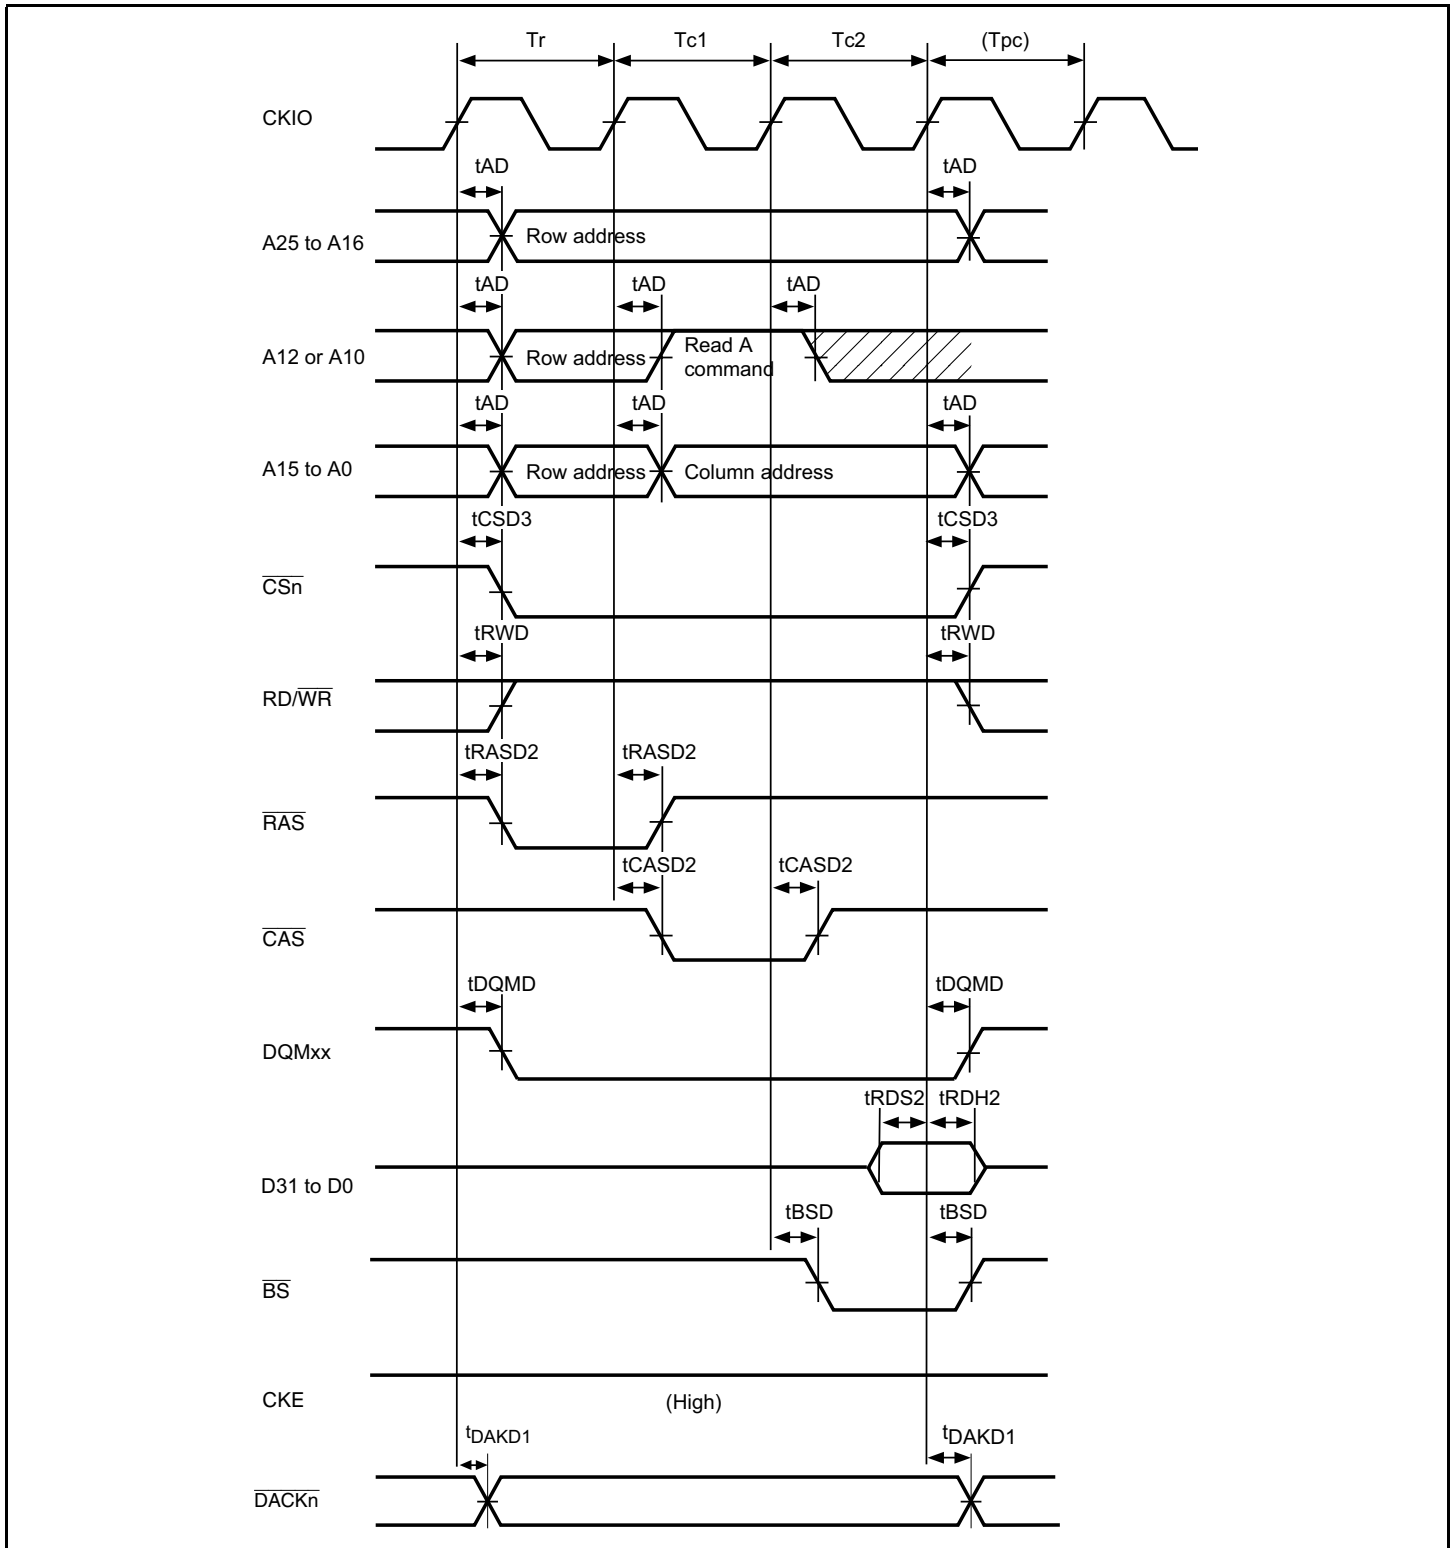 Tr Tc1 Tc2 (Tpc)
CKIO
tAD tAD
A25 to A16 Row address
tAD tAD tAD
A12 or A10 Row address Read A
command
tAD tAD tAD
A15 to A0 Row address Column address
tCSD3 tCSD3
CSn
tRWD tRWD
RD/WR
tRASD2 tRASD2
RAS
tCASD2 tCASD2
CAS
tDQMD tDQMD
DQMxx
tRDS2 tRDH2
D31 to D0
tBSD tBSD
BS
CKE (High)
tDAKD1 tDAKD1
DACKn